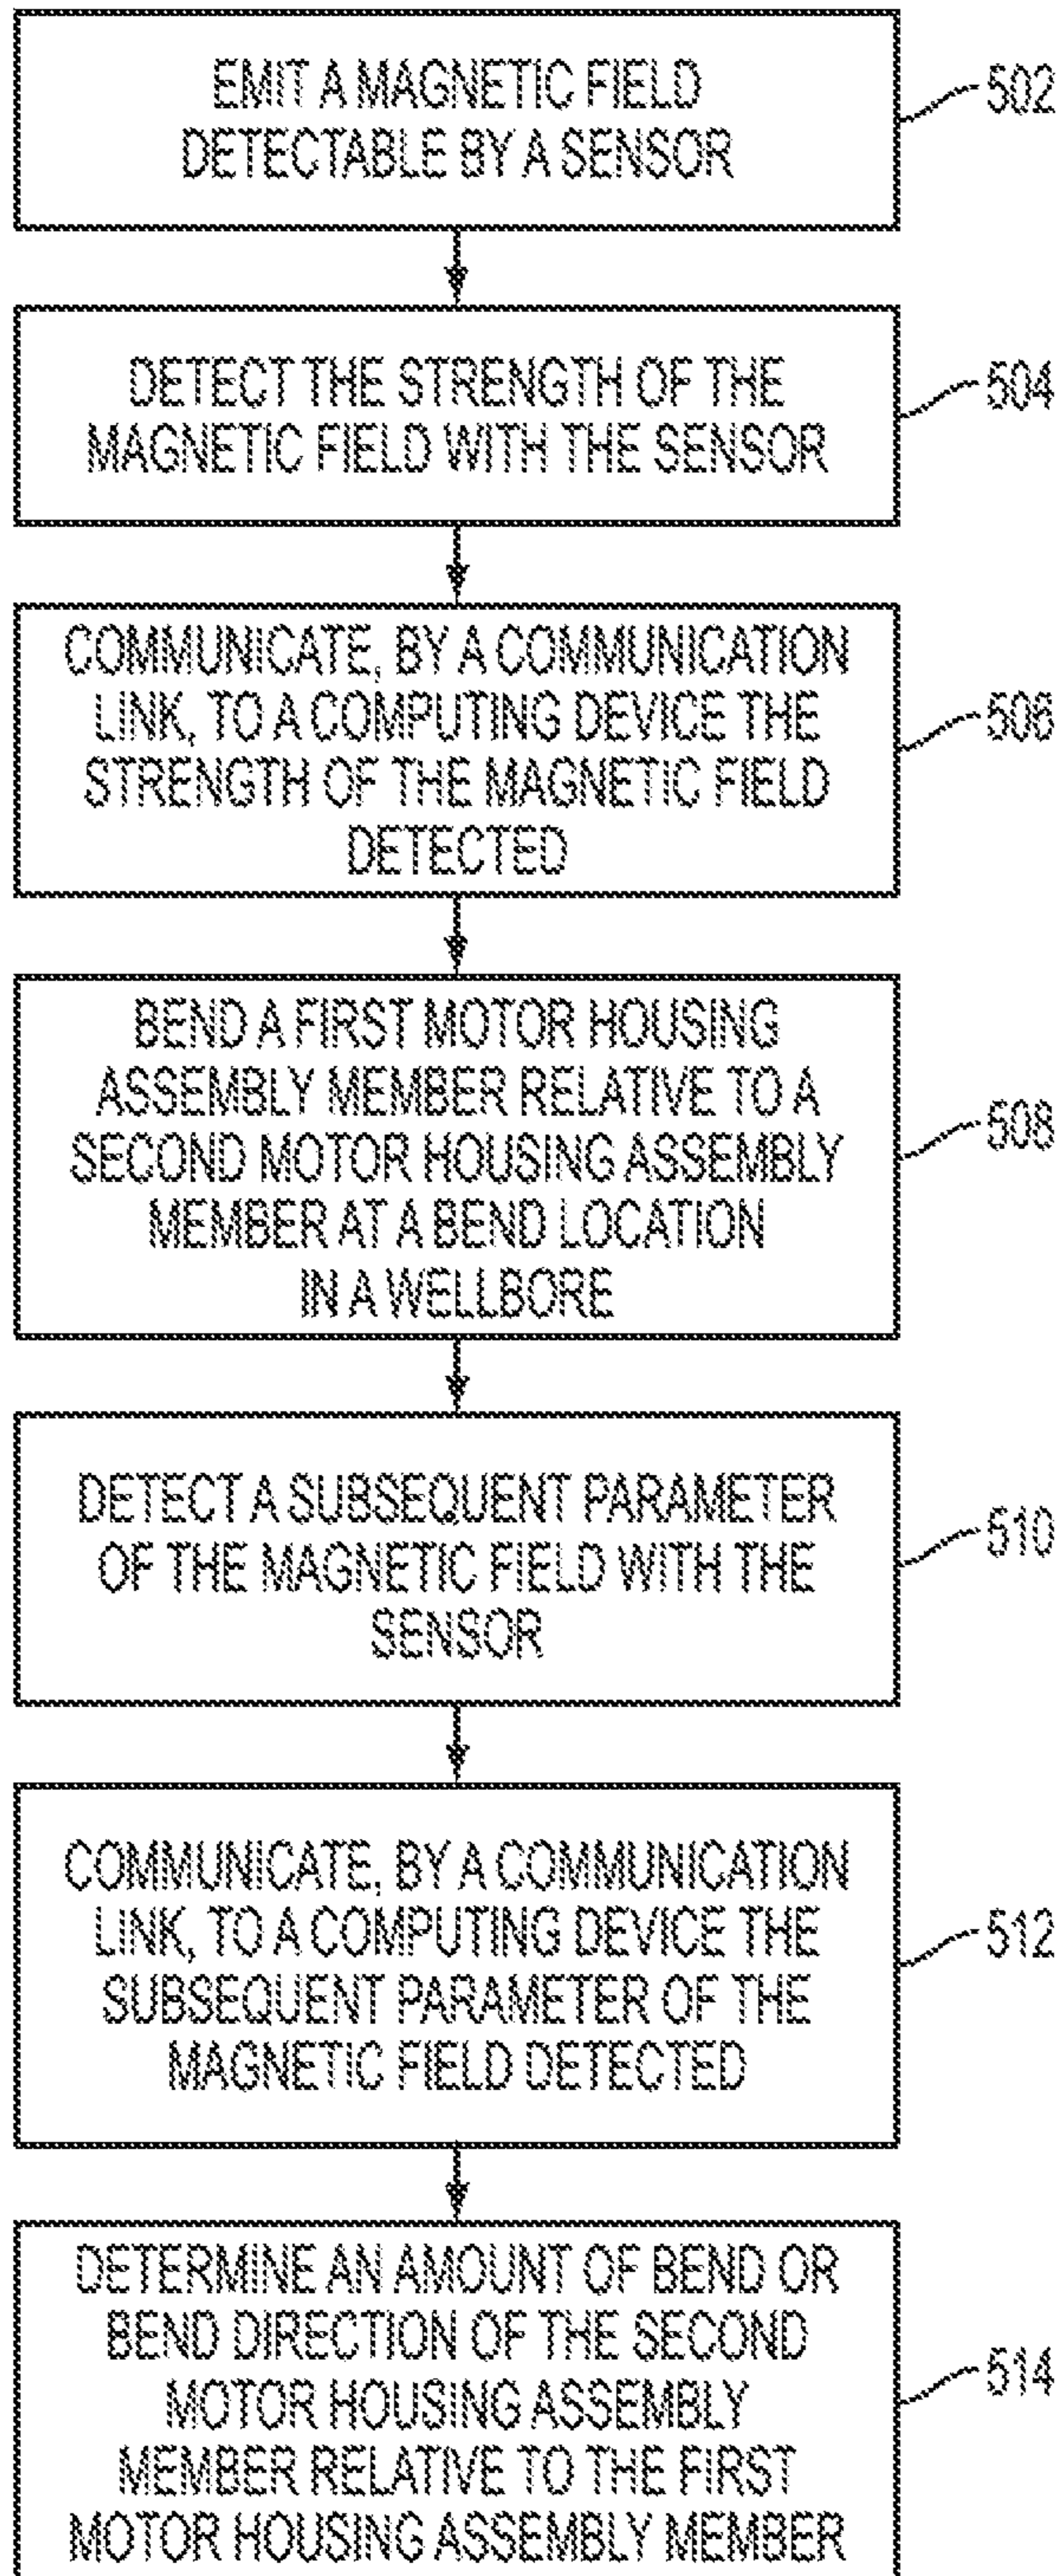 EMIT A MAGNETIC FIELD
DETECTABLE BY A SENSOR
502
DETECT THE STRENGTH OF THE
MAGNETIC FIELD WITH THE SENSOR
504
COMMUNICATE, BY A COMMUNICATION
LINK, TO A COMPUTING DEVICE THE
STRENGTH OF THE MAGNETIC FIELD
DETECTED
506
BEND A FIRST MOTOR HOUSING
ASSEMBLY MEMBER RELATIVE TO A
SECOND MOTOR HOUSING ASSEMBLY
MEMBER AT A BEND LOCATION
IN A WELLBORE
508
DETECT A SUBSEQUENT PARAMETER
OF THE MAGNETIC FIELD WITH THE
SENSOR
510
COMMUNICATE, BY A COMMUNICATION
LINK, TO A COMPUTING DEVICE THE
SUBSEQUENT PARAMETER OF THE
MAGNETIC FIELD DETECTED
512
DETERMINE AN AMOUNT OF BEND OR
BEND DIRECTION OF THE SECOND
MOTOR HOUSING ASSEMBLY
MEMBER RELATIVE TO THE FIRST
MOTOR HOUSING ASSEMBLY MEMBER
514